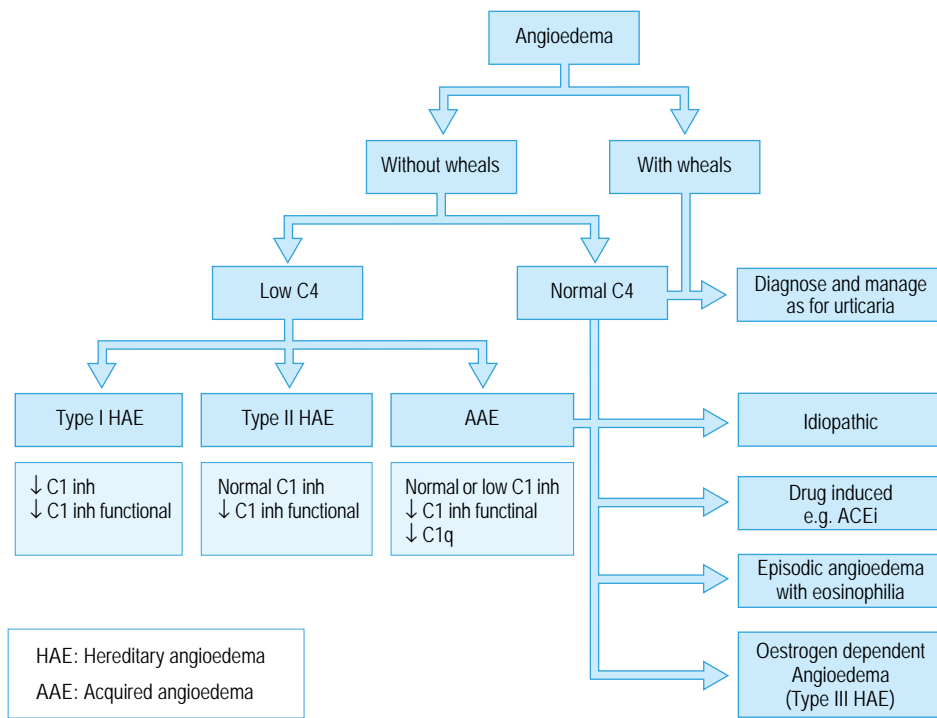 Angioedema
Without wheals
With wheals
Low C4
Normal C4
Diagnose and manage
as for urticaria
Type I HAE
Type II HAE
AAE
Idiopathic
↓ C1 inh
↓ C1 inh functional
Normal C1 inh
↓ C1 inh functional
Normal or low C1 inh
↓ C1 inh functinal
↓ C1q
Drug induced
e.g. ACEi
Episodic angioedema
with eosinophilia
Oestrogen dependent
Angioedema
(Type III HAE)
HAE: Hereditary angioedema
AAE: Acquired angioedema